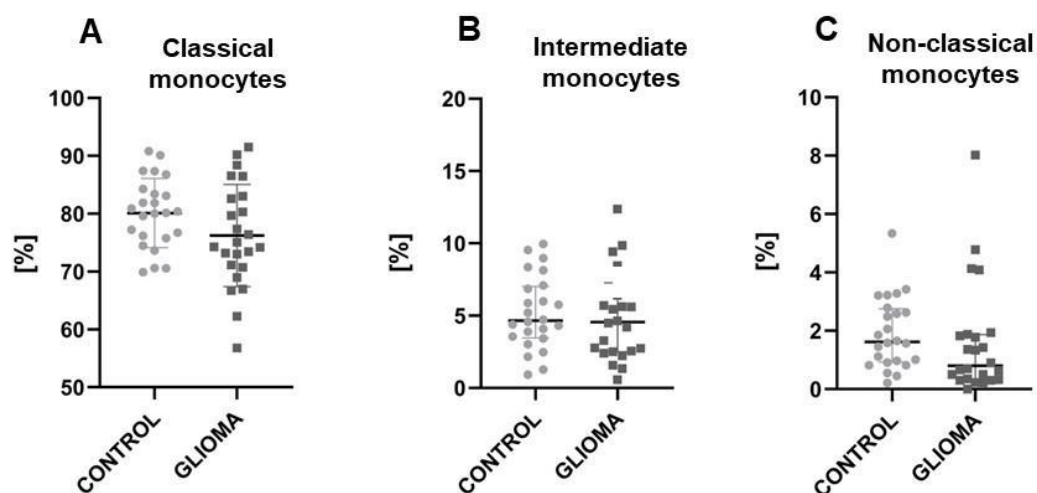 A
Classical
monocytes
[%]
100
90
80
70
60
50
CONTROL
GLIOMA
B
Intermediate
monocytes
[%]
20
15
10
5
0
CONTROL
GLIOMA
C
Non-classical
monocytes
[%]
10
8
6
4
2
0
CONTROL
GLIOMA